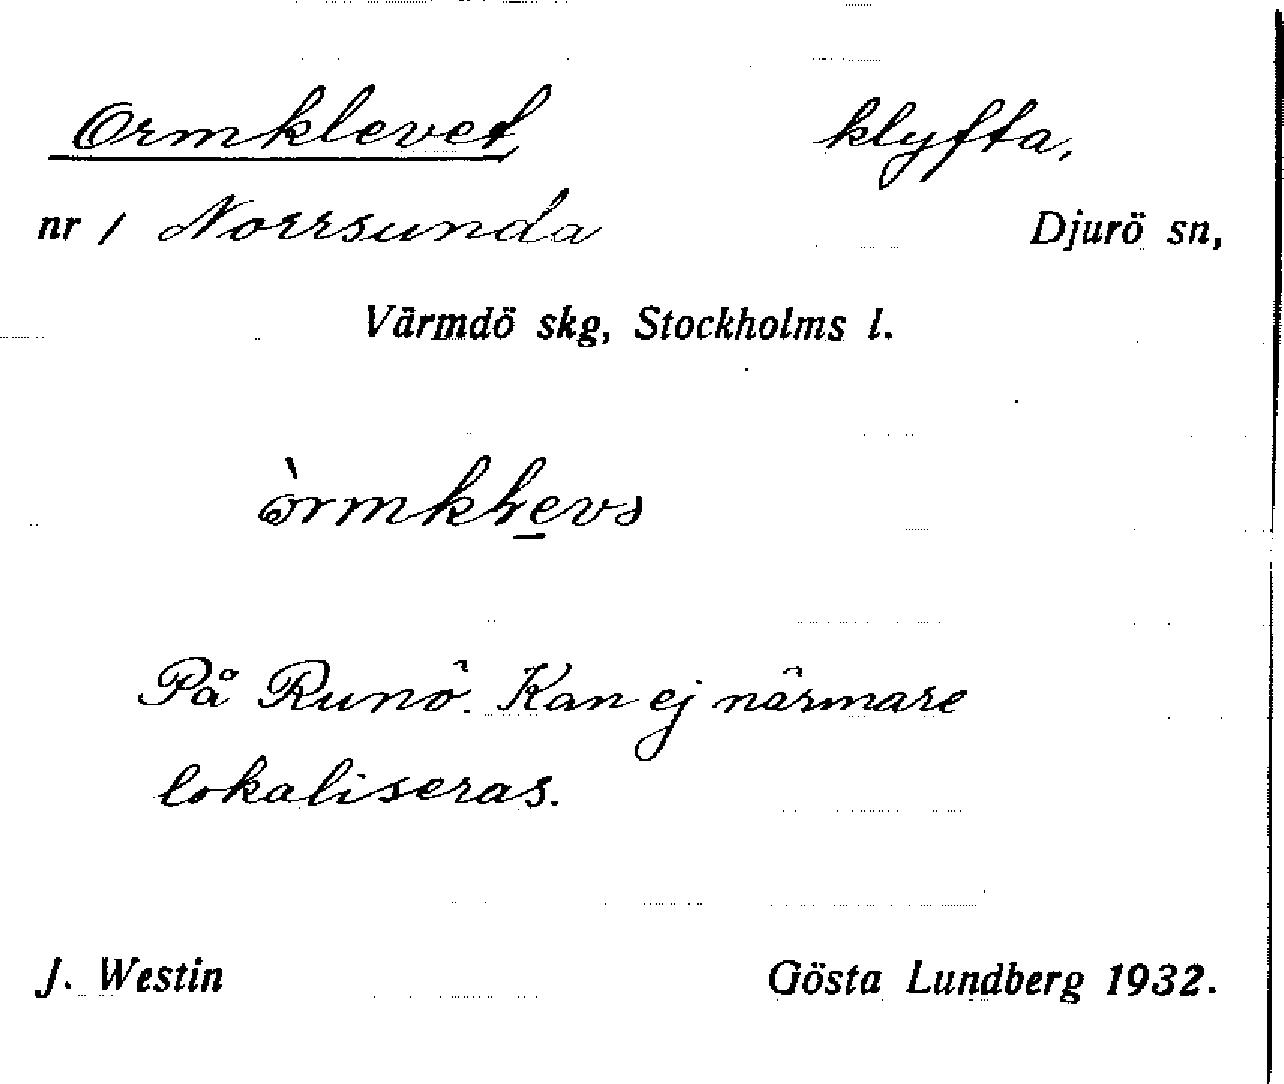 Ormklevet klyfta,
nr 1 Norrsunda Djurö sn,
Värmdö skg, Stockholms l.
På Runö. Kan ej närmare
lokaliseras.
J. Westin Gösta Lundberg 1932.